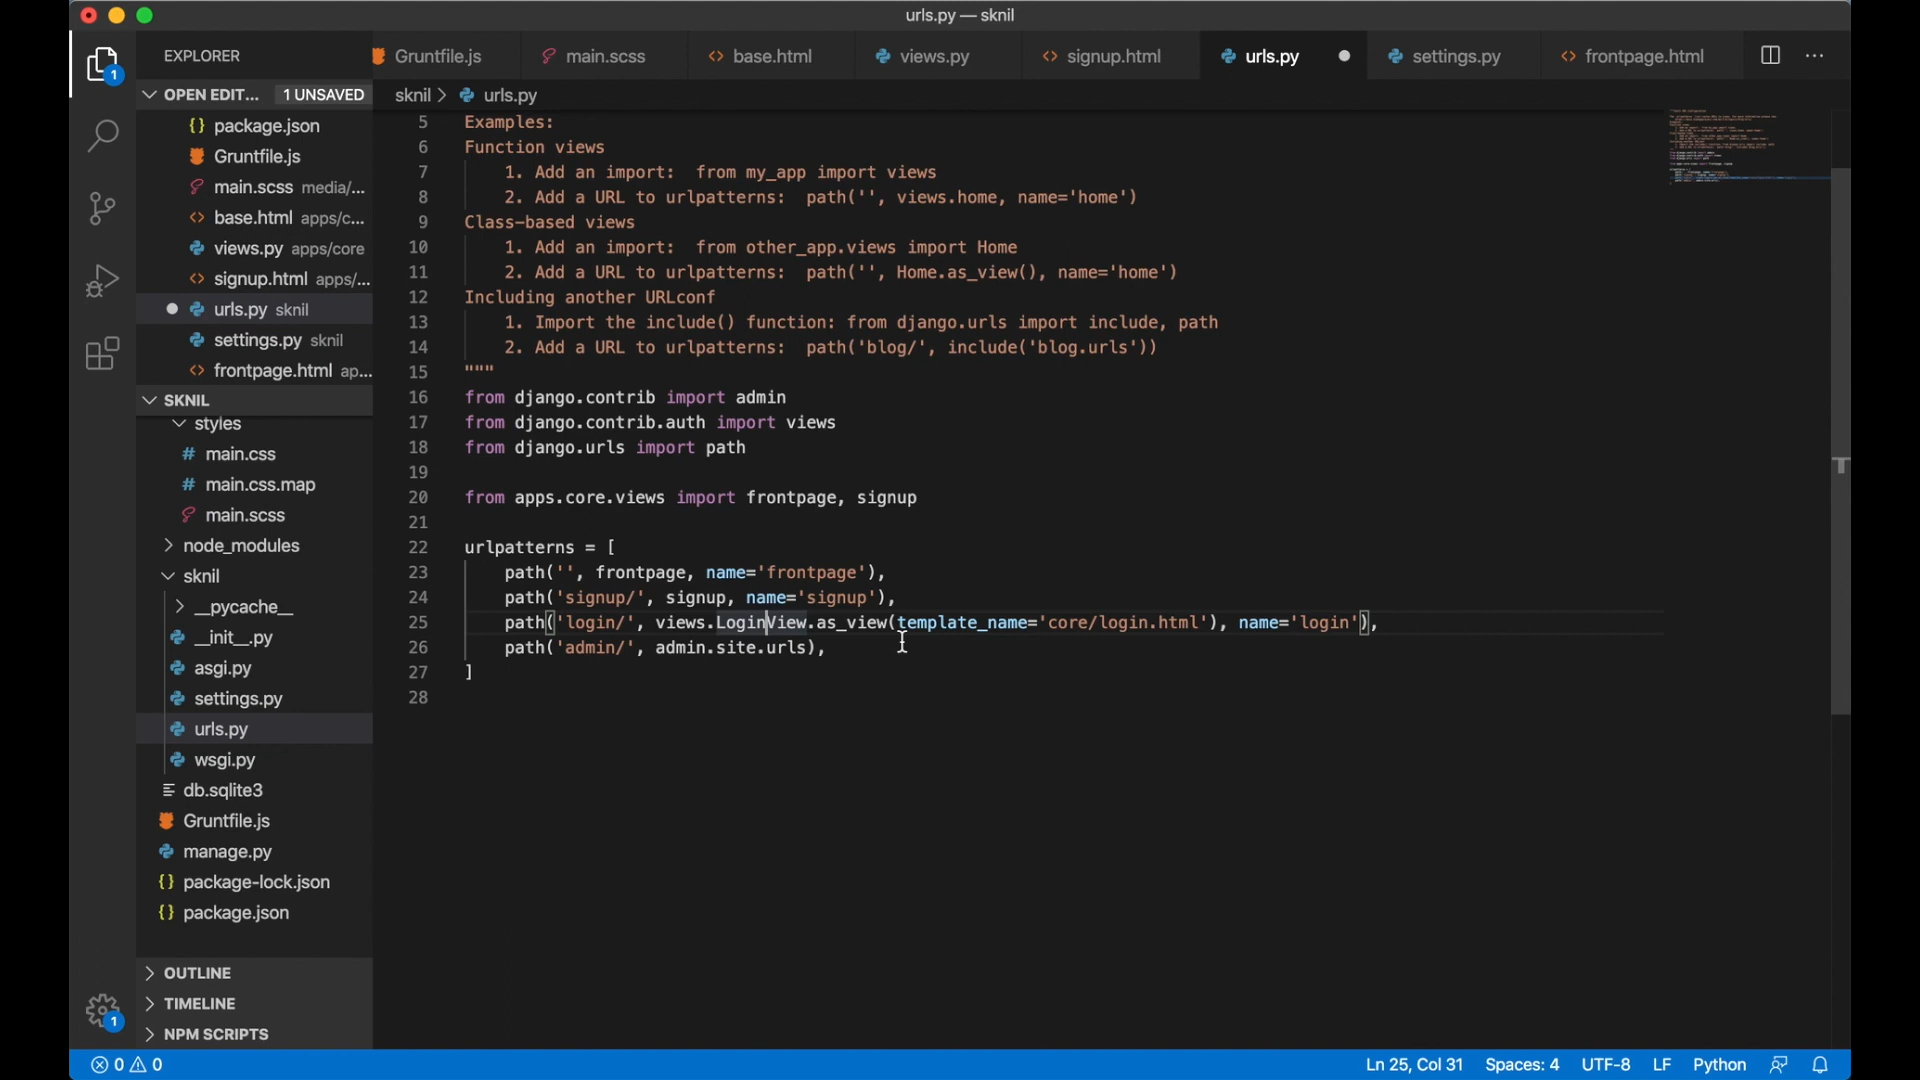 urls.py — sknil
EXPLORER
Gruntfile.js
main.scss
base.html
views.py
signup.html
urls.py
settings.py
frontpage.html
OPEN EDIT... 1 UNSAVED
package.json
Gruntfile.js
main.scss media/...
base.html apps/c...
views.py apps/core
signup.html apps/...
urls.py sknil
settings.py sknil
frontpage.html ap...
SKNIL
styles
main.css
main.css.map
main.scss
node_modules
sknil
__pycache__
__init__.py
asgi.py
settings.py
urls.py
wsgi.py
db.sqlite3
Gruntfile.js
manage.py
package-lock.json
package.json
OUTLINE
TIMELINE
NPM SCRIPTS
1
1
sknil > urls.py
5 Examples:
6 Function views
7 1. Add an import:  from my_app import views
8 2. Add a URL to urlpatterns:  path('', views.home, name='home')
9 Class-based views
10 1. Add an import:  from other_app.views import Home
11 2. Add a URL to urlpatterns:  path('', Home.as_view(), name='home')
12 Including another URLconf
13 1. Import the include() function: from django.urls import include, path
14 2. Add a URL to urlpatterns:  path('blog/', include('blog.urls'))
15 """
16 from django.contrib import admin
17 from django.contrib.auth import views
18 from django.urls import path
19
20 from apps.core.views import frontpage, signup
21
22 urlpatterns = [
23 path('', frontpage, name='frontpage'),
24 path('signup/', signup, name='signup'),
25 path('login/', views.LoginView.as_view(template_name='core/login.html'), name='login'),
26 path('admin/', admin.site.urls),
27 ]
28
0 0
Ln 25, Col 31
Spaces: 4
UTF-8
LF
Python